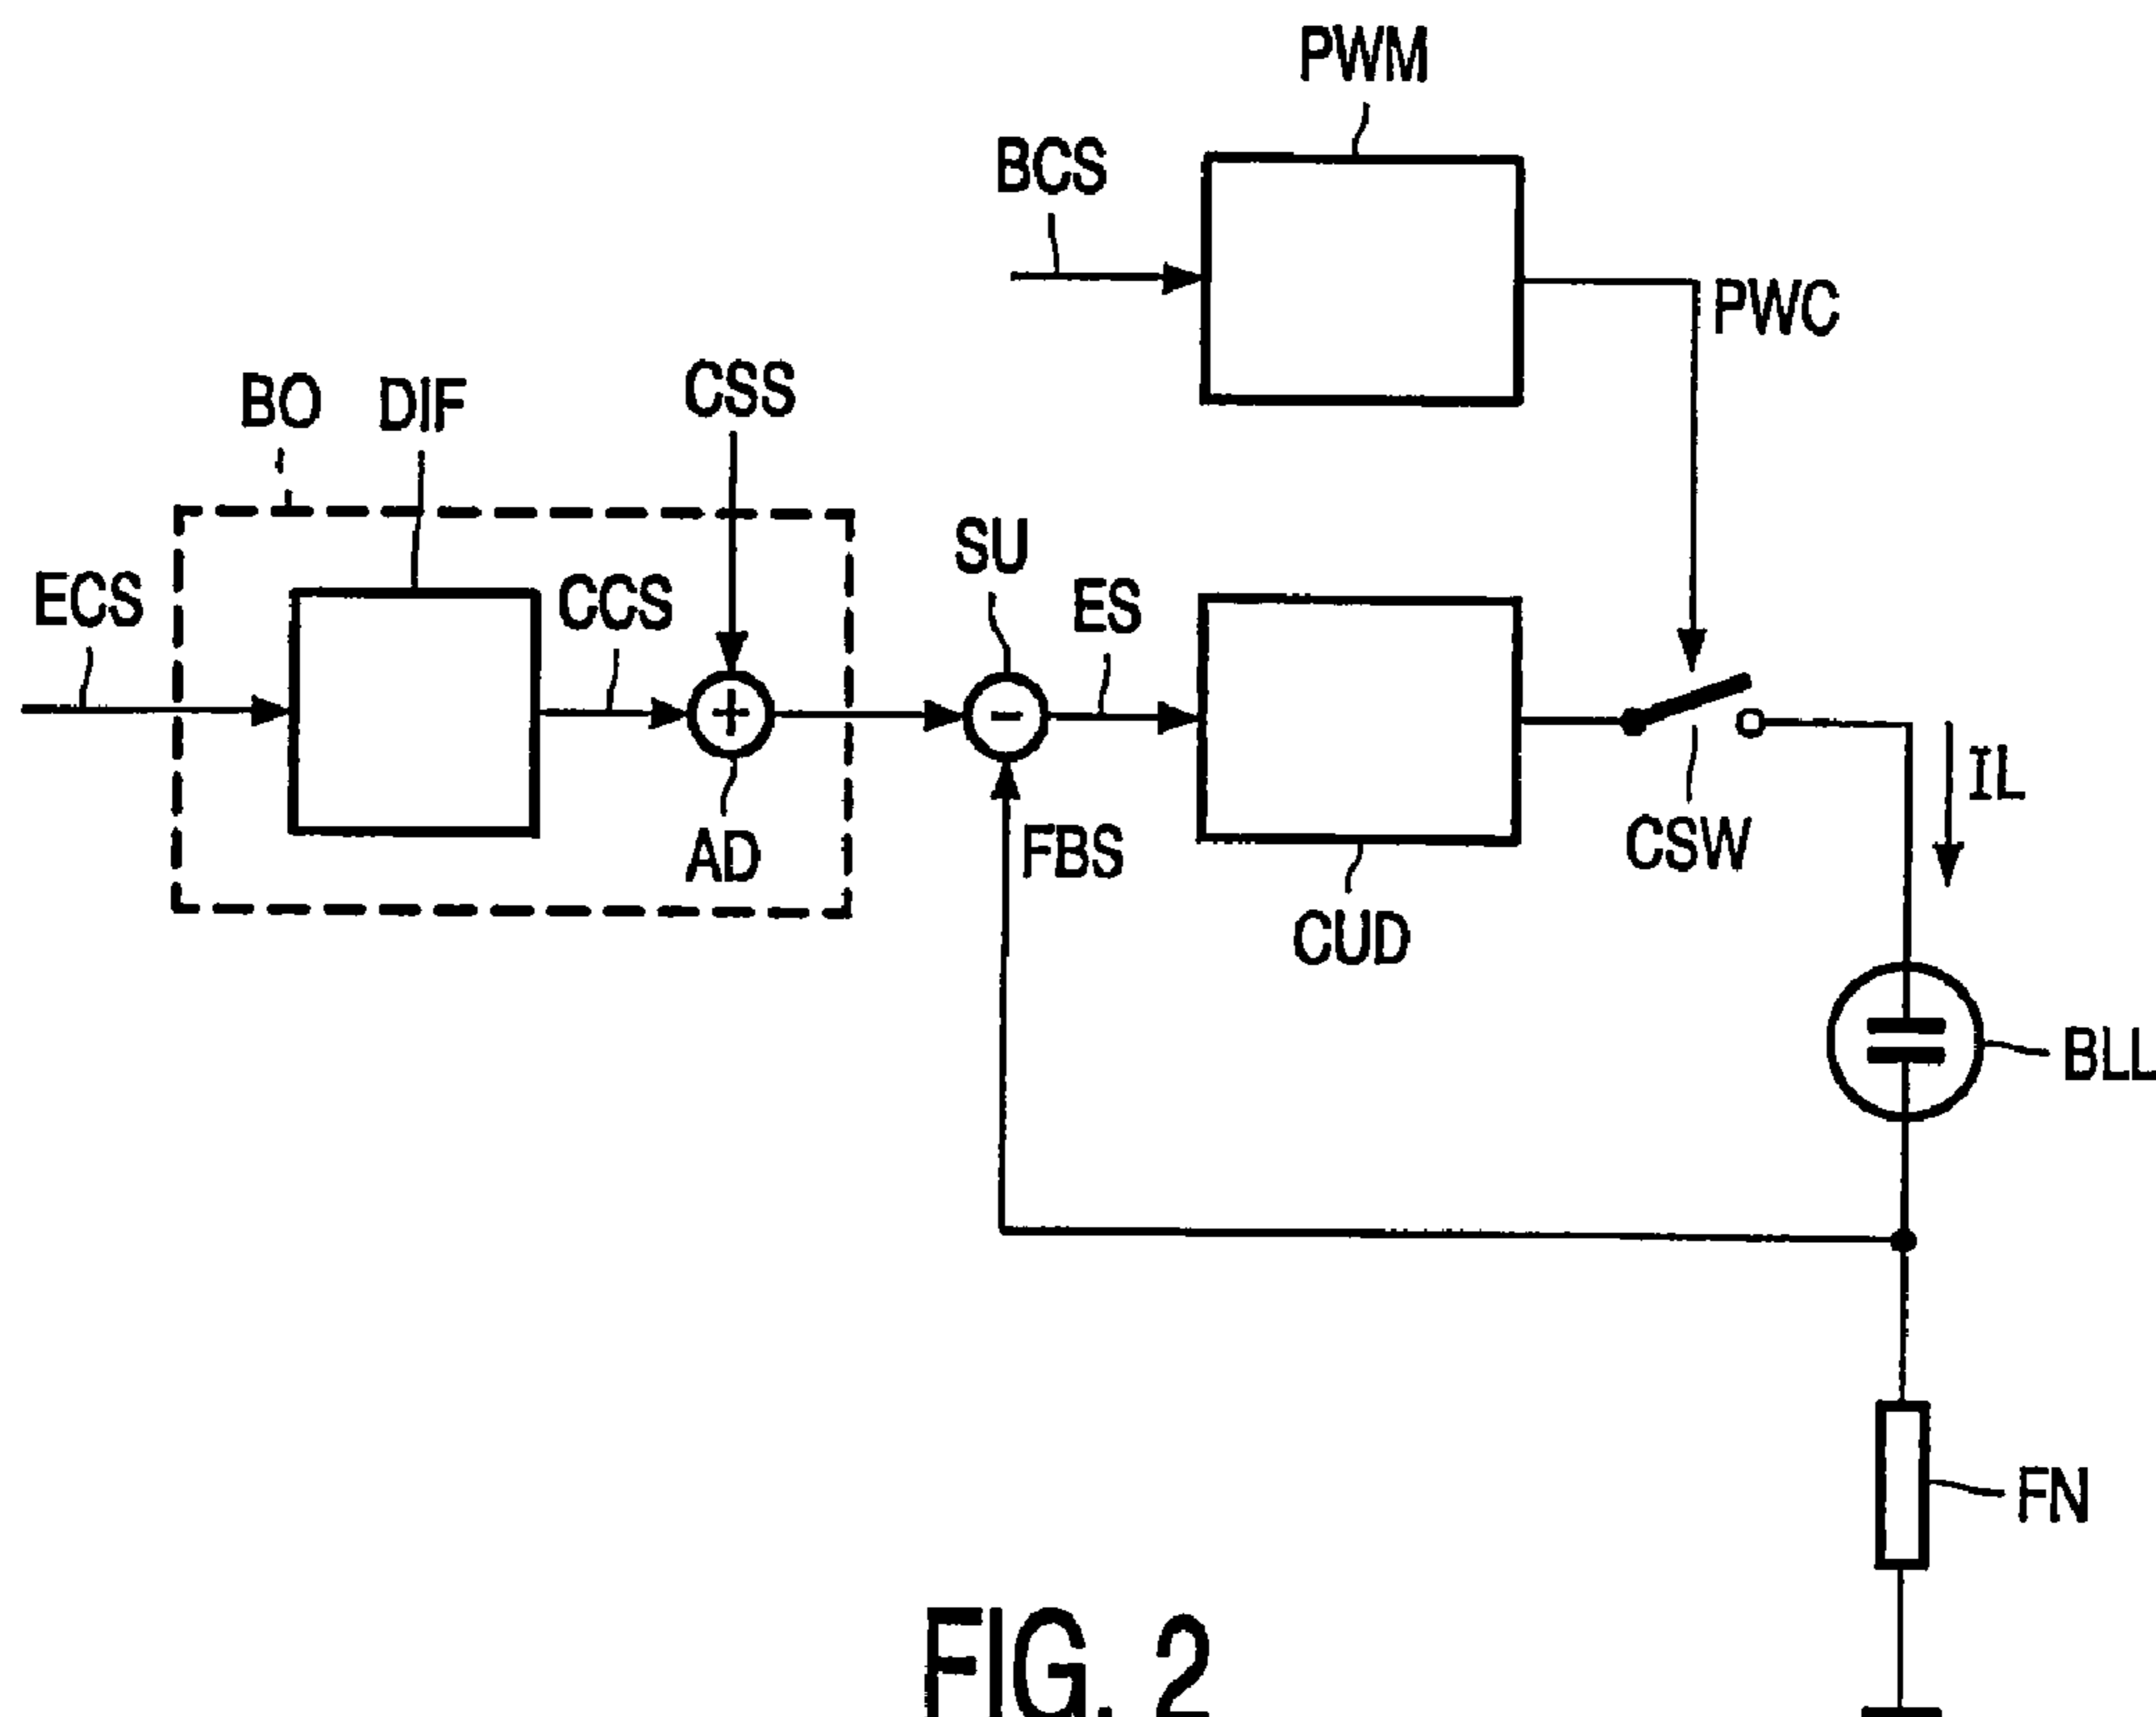 PWM
BCS
PWC
BO
DIF
CSS
ECS
CCS
SU
ES
+
-
IL
AD
FBS
CSW
CUD
BLL
FN
FIG. 2